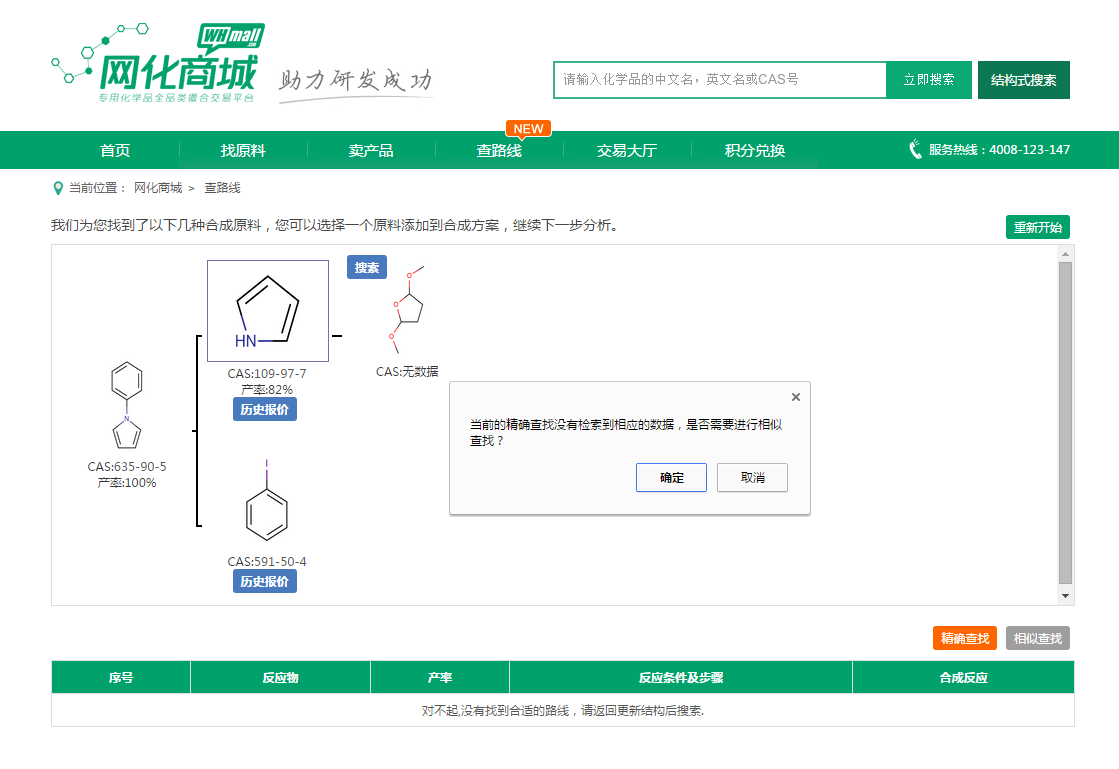 WHmall
.com
网化商城
专用化学品全品类撮合交易平台
助力研发成功
请输入化学品的中文名，英文名或CAS号
立即搜索
结构式搜索
NEW
首页
找原料
卖产品
查路线
交易大厅
积分兑换
服务热线：4008-123-147
当前位置： 网化商城 > 查路线
我们为您找到了以下几种合成原料，您可以选择一个原料添加到合成方案，继续下一步分析。
重新开始
搜索
HN
O
O
O
CAS:109-97-7
产率:82%
历史报价
CAS:无数据
N
CAS:635-90-5
产率:100%
I
CAS:591-50-4
历史报价
×
当前的精确查找没有检索到相应的数据，是否需要进行相似
查找？
确定
取消
精确查找
相似查找
序号
反应物
产率
反应条件及步骤
合成反应
对不起,没有找到合适的路线，请返回更新结构后搜索.